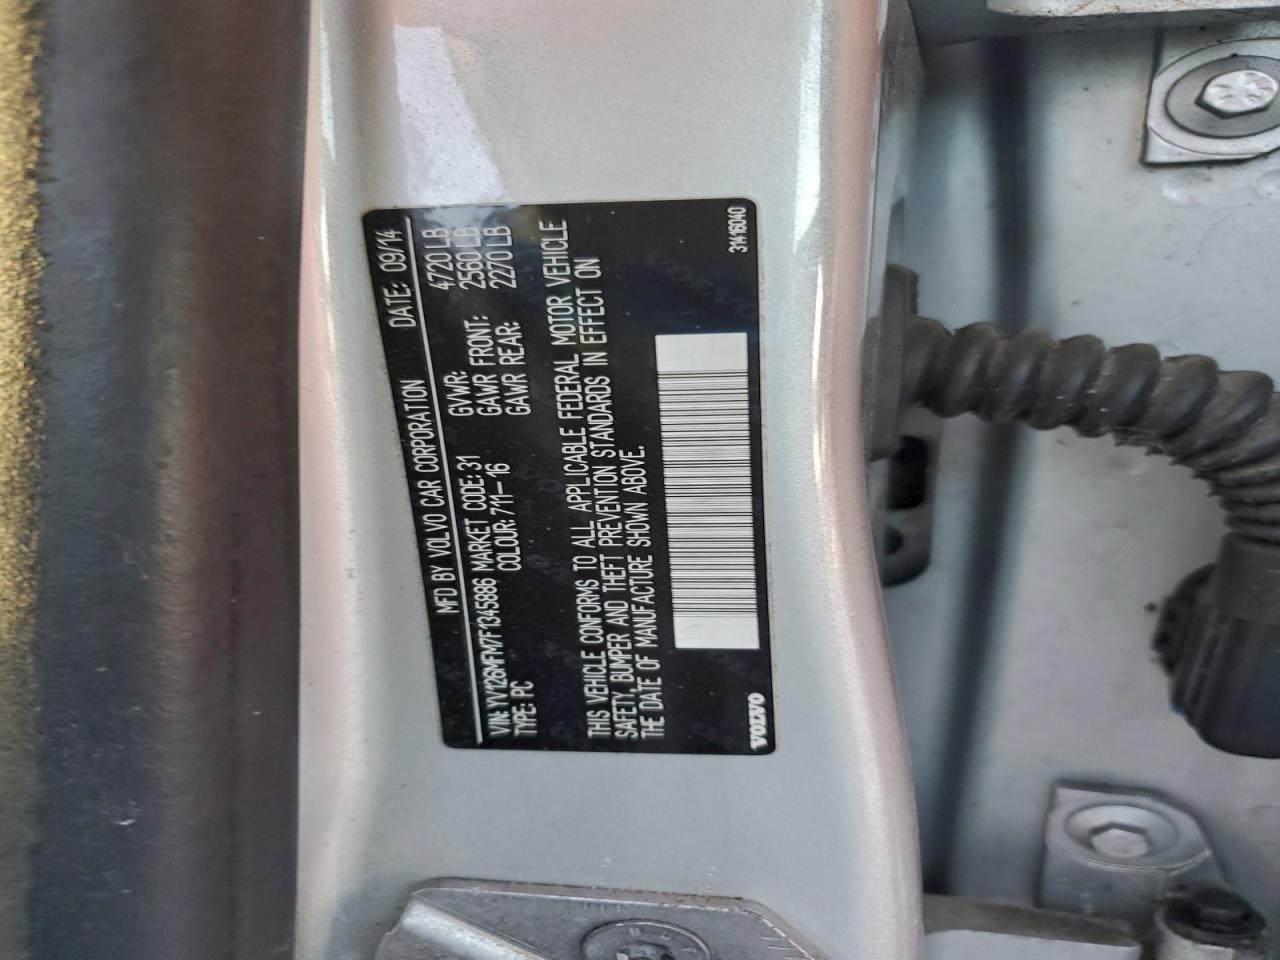 MFD BY VOLVO CAR CORPORATION DATE: 09/14
VIN: YV126MFM7F1345886 MARKET CODE: 31 GVWR: 4720 LB
TYPE: PC COLOUR: 711-16 GAWR FRONT: 2560 LB
GAWR REAR: 2270 LB
THIS VEHICLE CONFORMS TO ALL APPLICABLE FEDERAL MOTOR VEHICLE
SAFETY, BUMPER AND THEFT PREVENTION STANDARDS IN EFFECT ON
THE DATE OF MANUFACTURE SHOWN ABOVE.
VOLVO 31416040